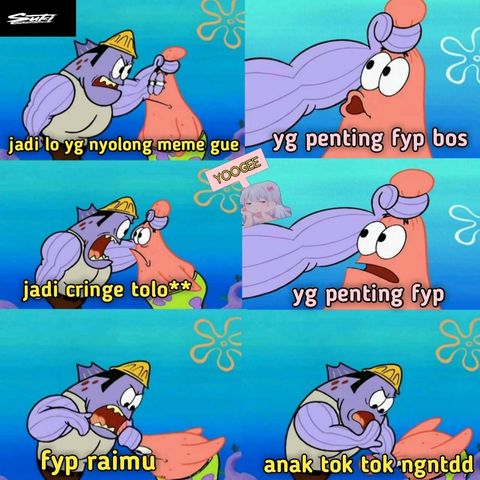 jadi lo yg nyolong meme gue
yg penting fyp bos
YOOGEE
jadi cringe tolo**
yg penting fyp
fyp raimu
anak tok tok ngntdd